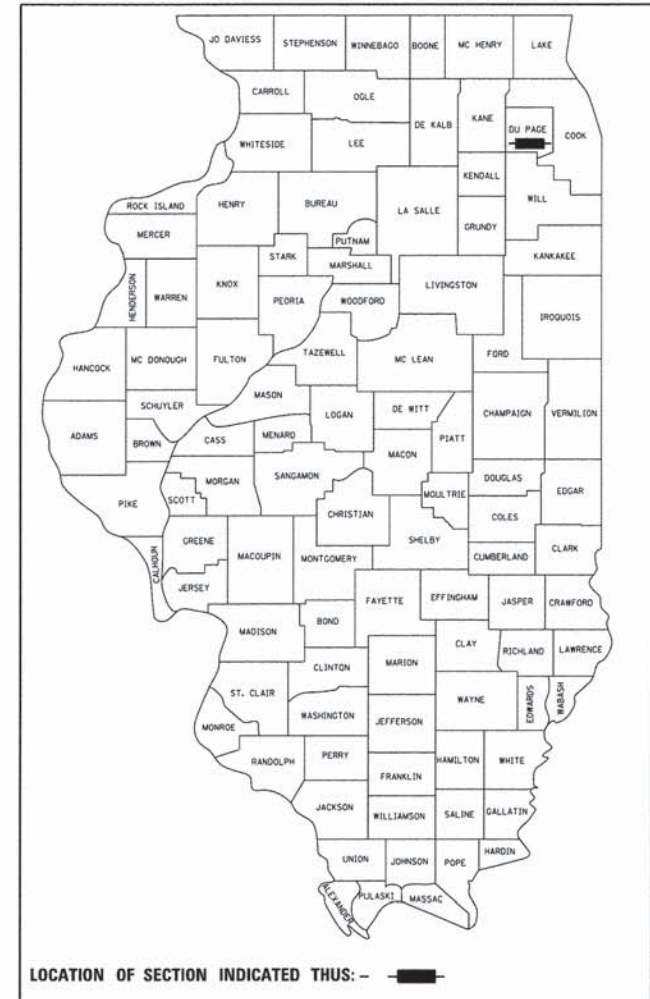 JO DAVIESS
STEPHENSON
WINNEBAGO
BOONE
MC HENRY
LAKE
CARROLL
OGLE
DE KALB
KANE
DU PAGE
COOK
WHITESIDE
LEE
KENDALL
WILL
ROCK ISLAND
HENRY
BUREAU
LA SALLE
GRUNDY
MERCER
PUTNAM
STARK
MARSHALL
KANKAKEE
HENDERSON
WARREN
KNOX
PEORIA
WOODFORD
LIVINGSTON
IROQUOIS
HANCOCK
MC DONOUGH
FULTON
TAZEWELL
MC LEAN
FORD
SCHUYLER
MASON
LOGAN
DE WITT
CHAMPAIGN
VERMILION
ADAMS
BROWN
CASS
MENARD
MACON
PIATT
PIKE
SCOTT
MORGAN
SANGAMON
CHRISTIAN
MOULTRIE
DOUGLAS
EDGAR
COLES
CALHOUN
GREENE
MACOUPIN
MONTGOMERY
SHELBY
CUMBERLAND
CLARK
JERSEY
FAYETTE
EFFINGHAM
JASPER
CRAWFORD
MADISON
BOND
CLAY
RICHLAND
LAWRENCE
CLINTON
MARION
ST. CLAIR
WAYNE
EDWARDS
WABASH
MONROE
WASHINGTON
JEFFERSON
RANDOLPH
PERRY
HAMILTON
WHITE
FRANKLIN
JACKSON
WILLIAMSON
SALINE
GALLATIN
UNION
JOHNSON
POPE
HARDIN
ALEXANDER
PULASKI
MASSAC
LOCATION OF SECTION INDICATED THUS: –